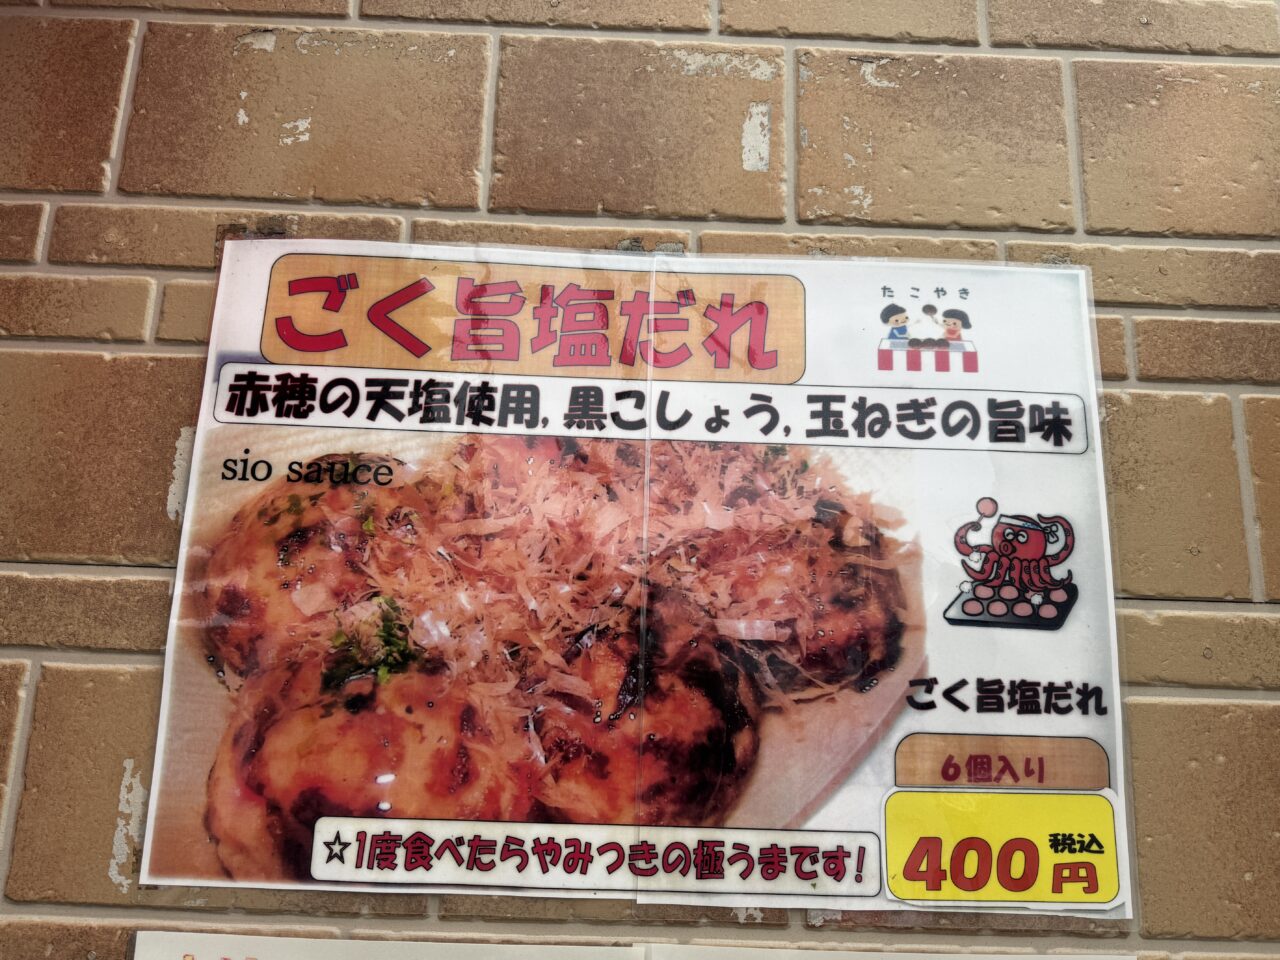 ごく旨塩だれ
たこやき
赤穂の天塩使用, 黒こしょう, 玉ねぎの旨味
sio sauce
ごく旨塩だれ
6個入り
400円 税込
☆1度食べたらやみつきの極うまです!